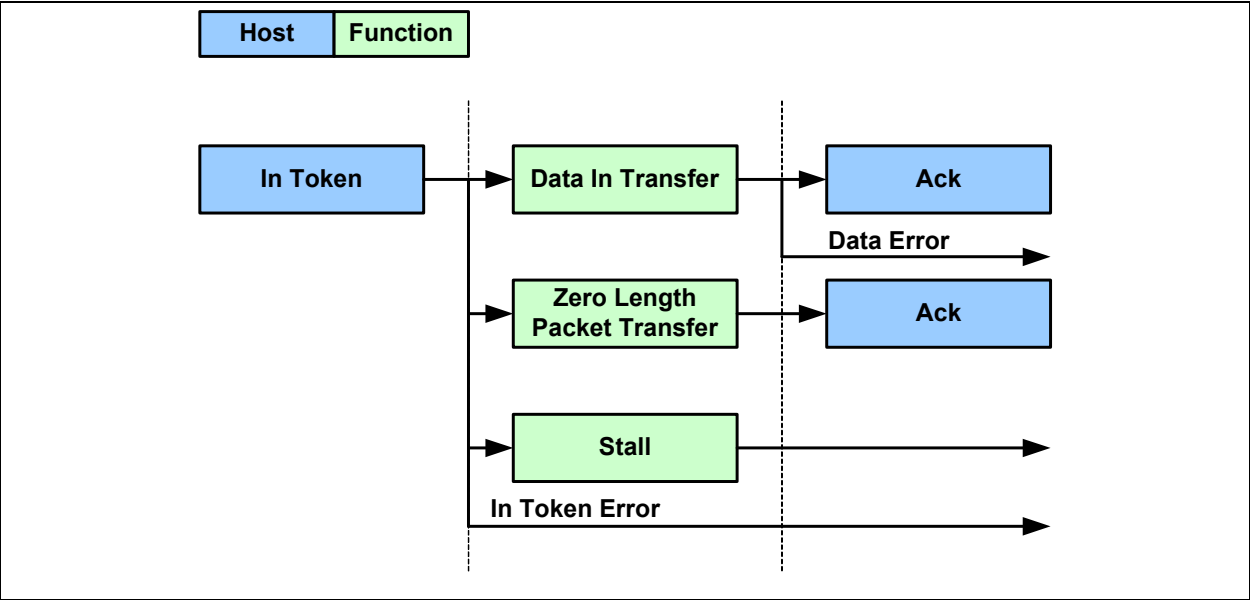 Host
Function
In Token
Data In Transfer
Ack
Data Error
Zero Length
Packet Transfer
Ack
Stall
In Token Error